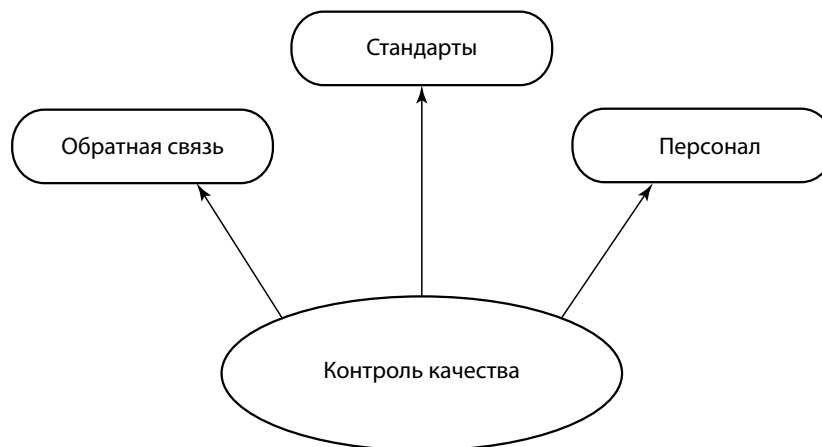 Стандарты
Обратная связь
Персонал
Контроль качества